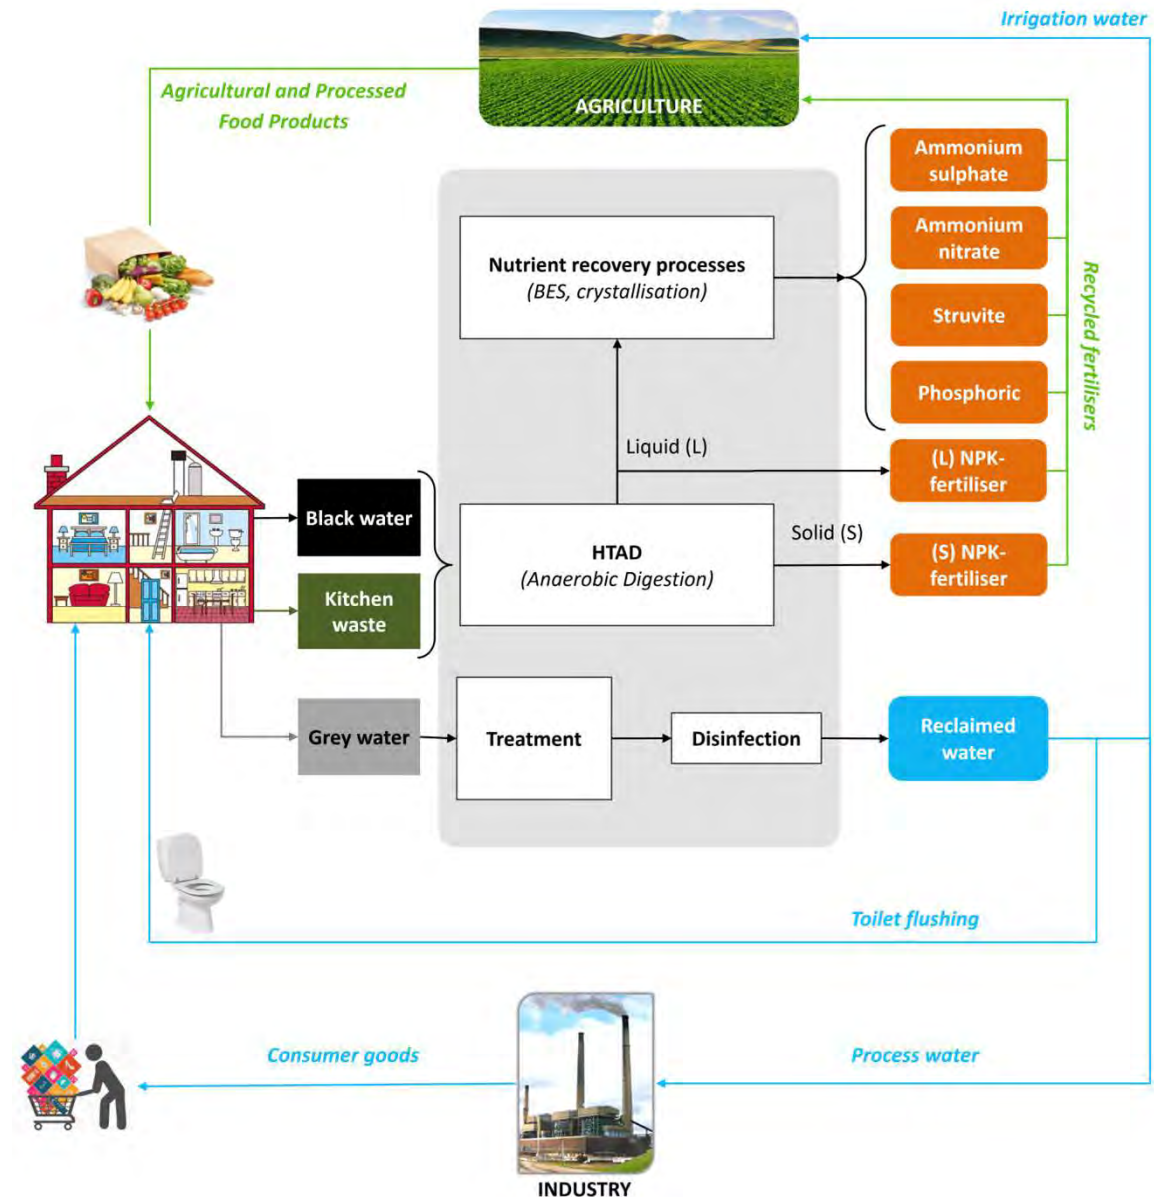 Irrigation water
Agricultural and Processed
Food Products
AGRICULTURE
Ammonium
sulphate
Ammonium
nitrate
Struvite
Phosphoric
(L) NPK-
fertiliser
(S) NPK-
fertiliser
Recycled fertilisers
Nutrient recovery processes
(BES, crystallisation)
Liquid (L)
Solid (S)
HTAD
(Anaerobic Digestion)
Black water
Kitchen
waste
Grey water
Treatment
Disinfection
Reclaimed
water
Toilet flushing
Consumer goods
Process water
INDUSTRY